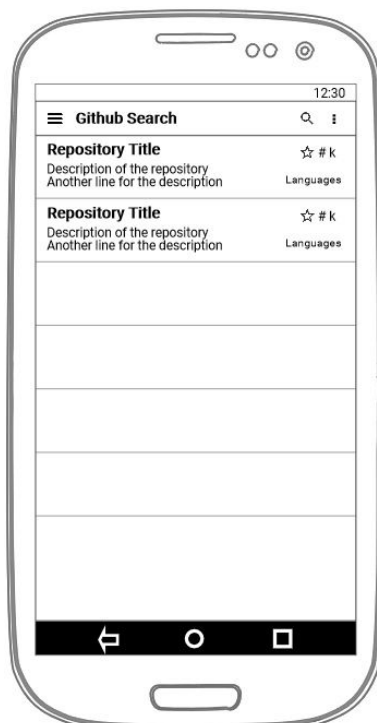 12:30
Github Search
Repository Title
☆ # k
Description of the repository
Another line for the description
Languages
Repository Title
☆ # k
Description of the repository
Another line for the description
Languages